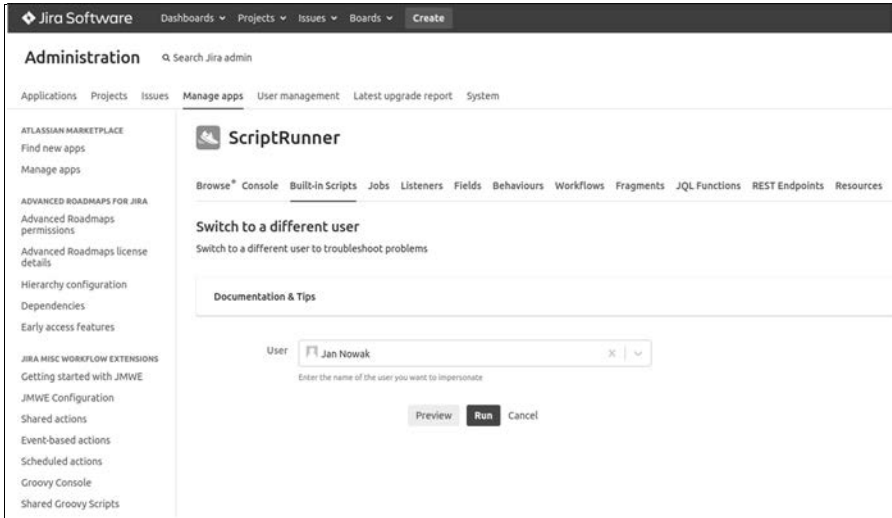 Jira Software Dashboards Projects Issues Boards Create
Administration Search Jira admin
Applications Projects Issues Manage apps User management Latest upgrade report System
ATLASSIAN MARKETPLACE
Find new apps
Manage apps
ADVANCED ROADMAPS FOR JIRA
Advanced Roadmaps
permissions
Advanced Roadmaps license
details
Hierarchy configuration
Dependencies
Early access features
JIRA MISC WORKFLOW EXTENSIONS
Getting started with JMWE
JMWE Configuration
Shared actions
Event-based actions
Scheduled actions
Groovy Console
Shared Groovy Scripts
ScriptRunner
Browse* Console Built-in Scripts Jobs Listeners Fields Behaviours Workflows Fragments JQL Functions REST Endpoints Resources
Switch to a different user
Switch to a different user to troubleshoot problems
Documentation & Tips
User Jan Nowak
Enter the name of the user you want to impersonate
Preview Run Cancel